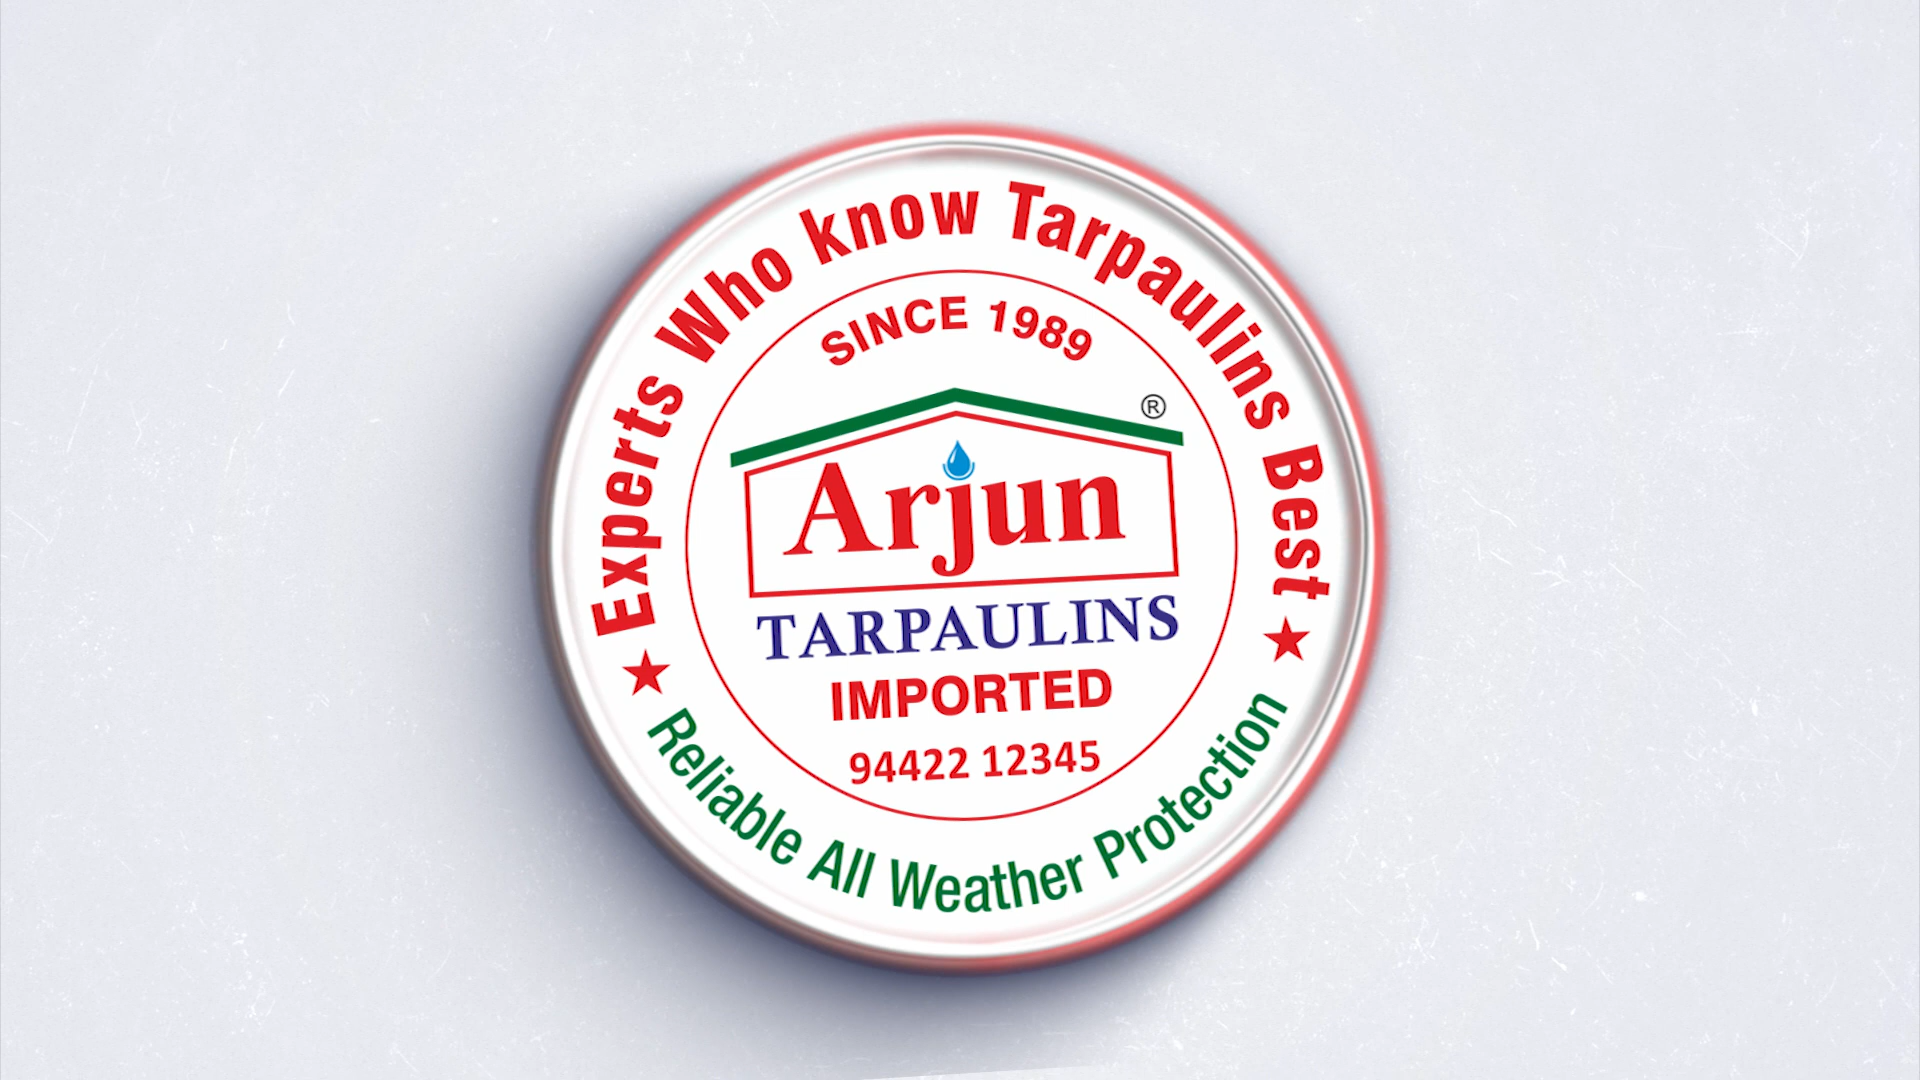 Experts Who know Tarpaulins Best
SINCE 1989
®
Arjun
TARPAULINS
IMPORTED
94422 12345
Reliable All Weather Protection